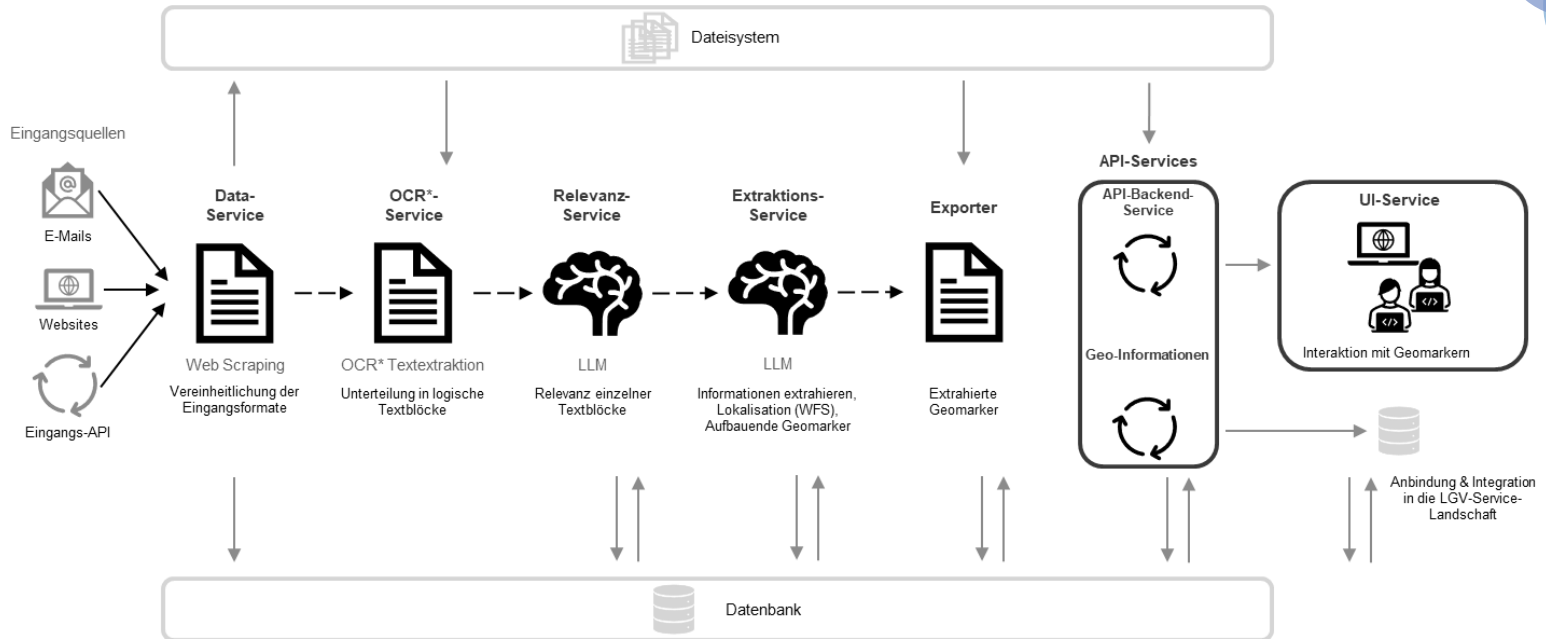 Dateisystem
Eingangsquellen
E-Mails
Websites
Eingangs-API
Data-
Service
Web Scraping
Vereinheitlichung der
Eingangsformate
OCR*-
Service
OCR* Textextraktion
Unterteilung in logische
Textblöcke
Relevanz-
Service
LLM
Relevanz einzelner
Textblöcke
Extraktions-
Service
LLM
Informationen extrahieren,
Lokalisation (WFS),
Aufbauende Geomarker
Exporter
Extrahierte
Geomarker
API-Services
API-Backend-
Service
Geo-Informationen
UI-Service
Interaktion mit Geomarkern
Anbindung & Integration
in die LGV-Service-
Landschaft
Datenbank